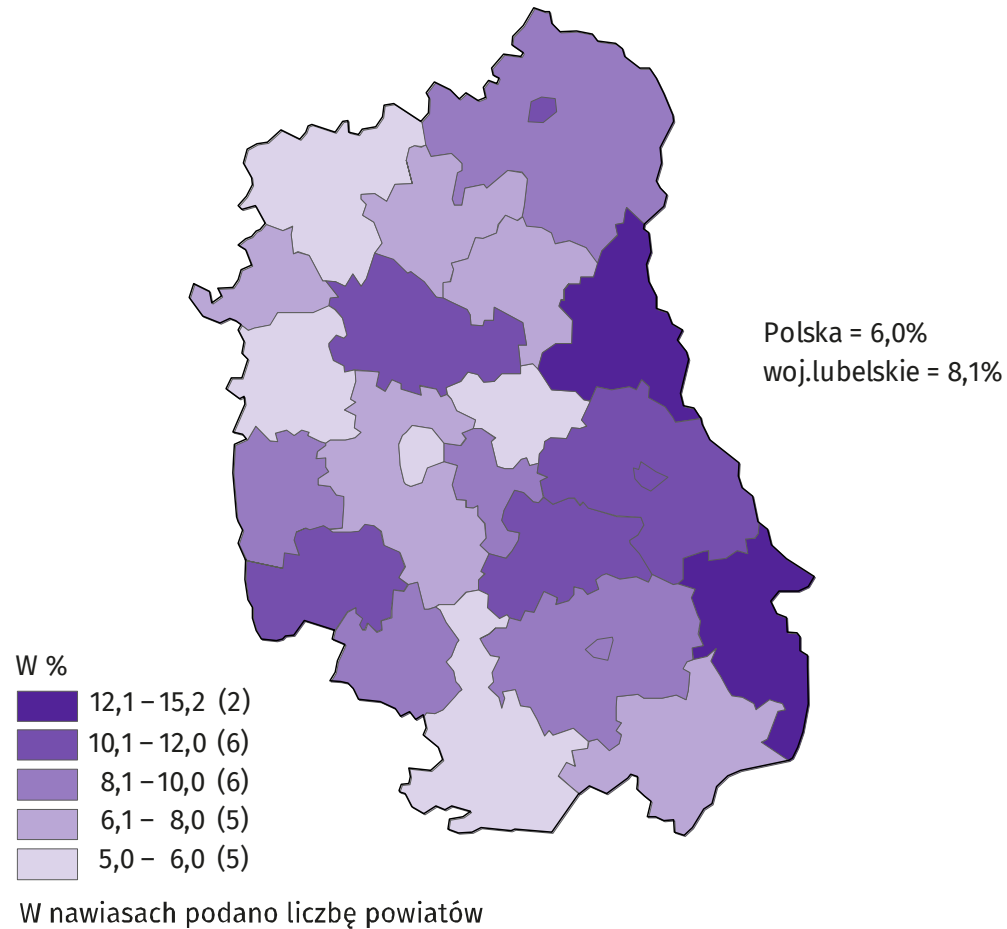 Polska = 6,0%
woj.lubelskie = 8,1%
W %
12,1 – 15,2 (2)
10,1 – 12,0 (6)
8,1 – 10,0 (6)
6,1 – 8,0 (5)
5,0 – 6,0 (5)
W nawiasach podano liczbę powiatów